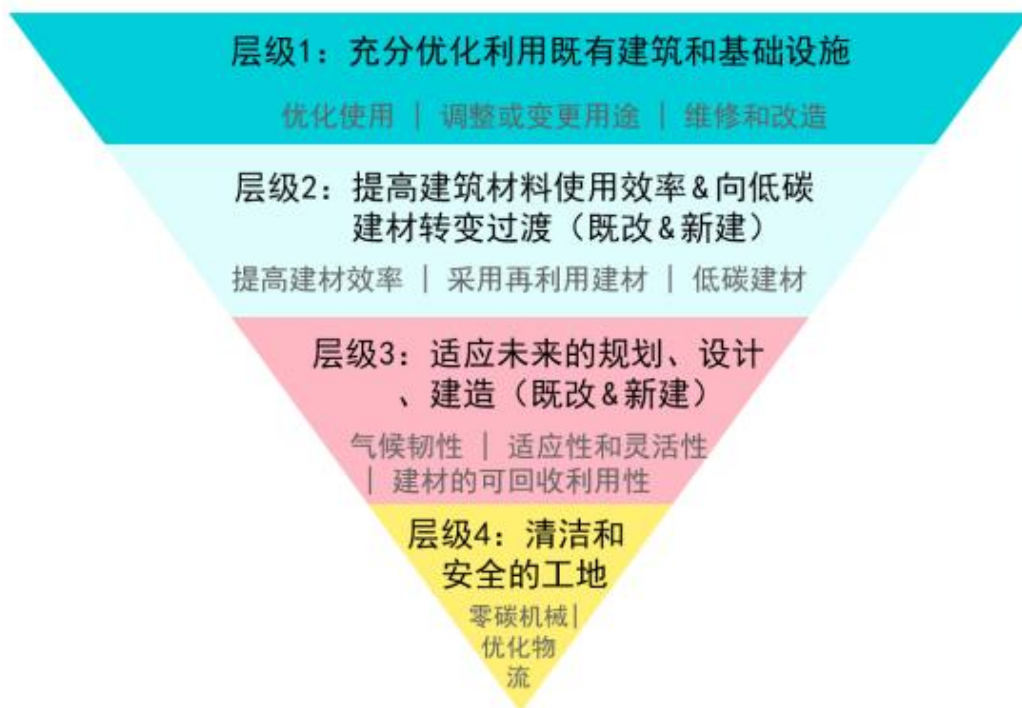 层级1：充分优化利用既有建筑和基础设施
优化使用 | 调整或变更用途 | 维修和改造
层级2：提高建筑材料使用效率&向低碳
建材转变过渡（既改&新建）
提高建材效率 | 采用再利用建材 | 低碳建材
层级3：适应未来的规划、设计
、建造（既改&新建）
气候韧性 | 适应性和灵活性
| 建材的可回收利用性
层级4：清洁和
安全的工地
零碳机械|
优化物
流